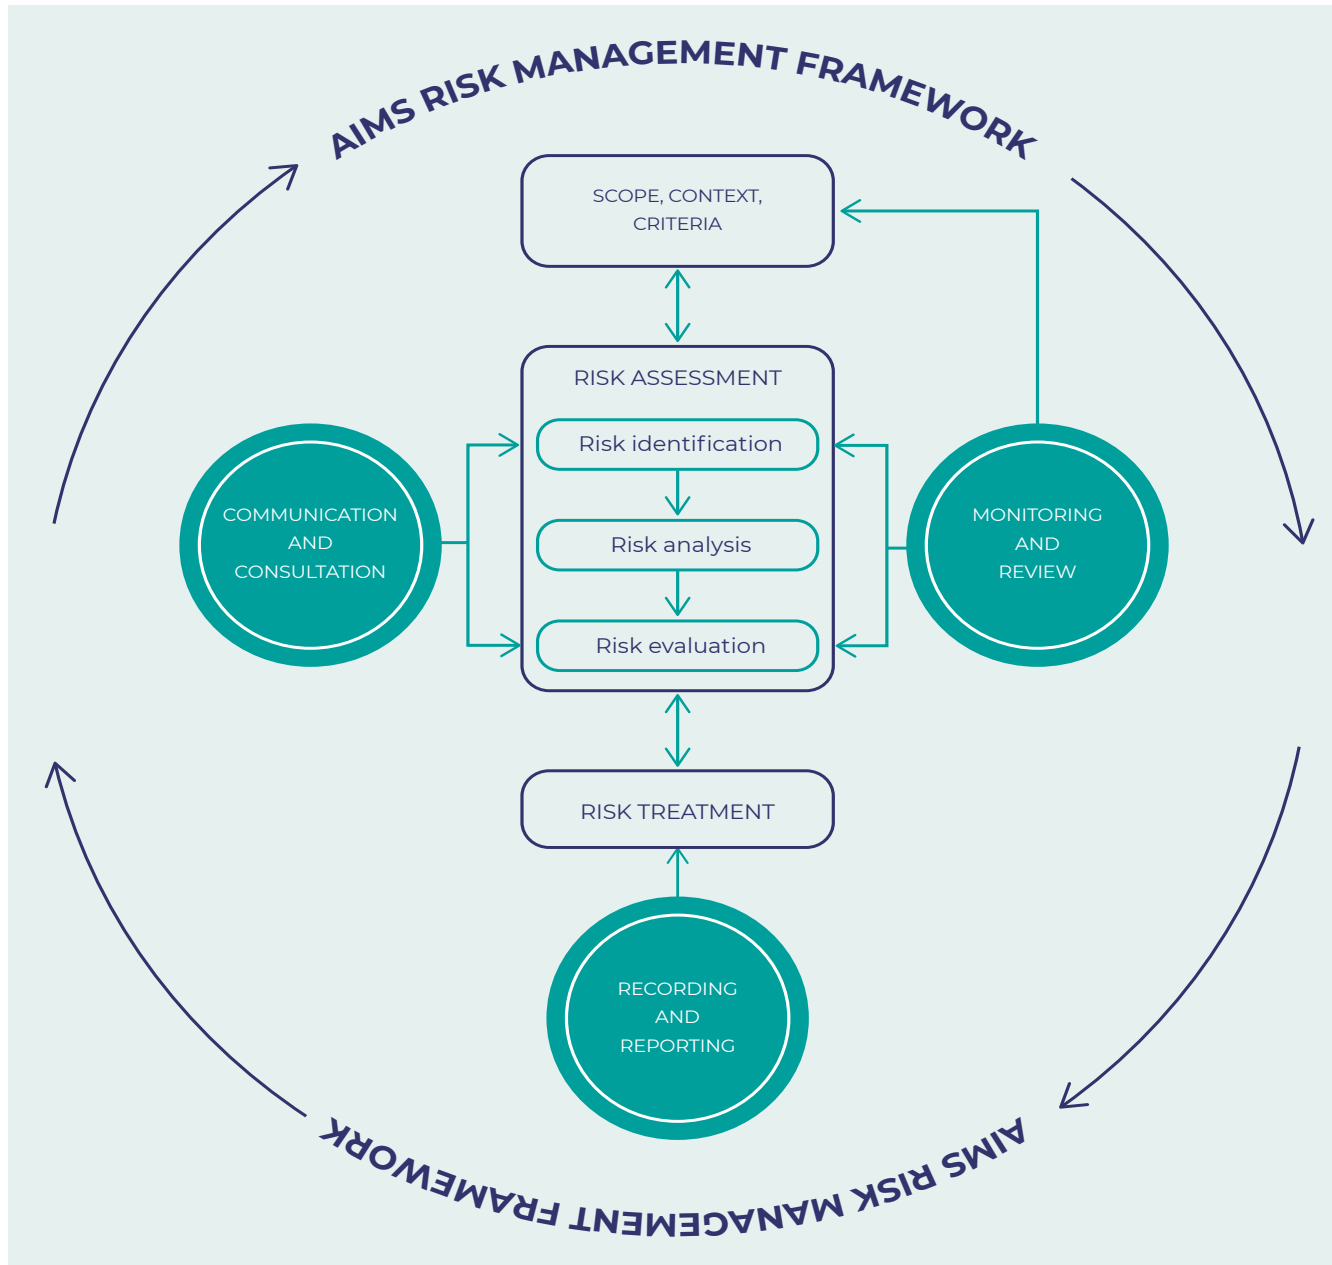 AIMS RISK MANAGEMENT FRAMEWORK
SCOPE, CONTEXT,
CRITERIA
RISK ASSESSMENT
Risk identification
Risk analysis
Risk evaluation
COMMUNICATION
AND
CONSULTATION
MONITORING
AND
REVIEW
RISK TREATMENT
RECORDING
AND
REPORTING
AIMS RISK MANAGEMENT FRAMEWORK